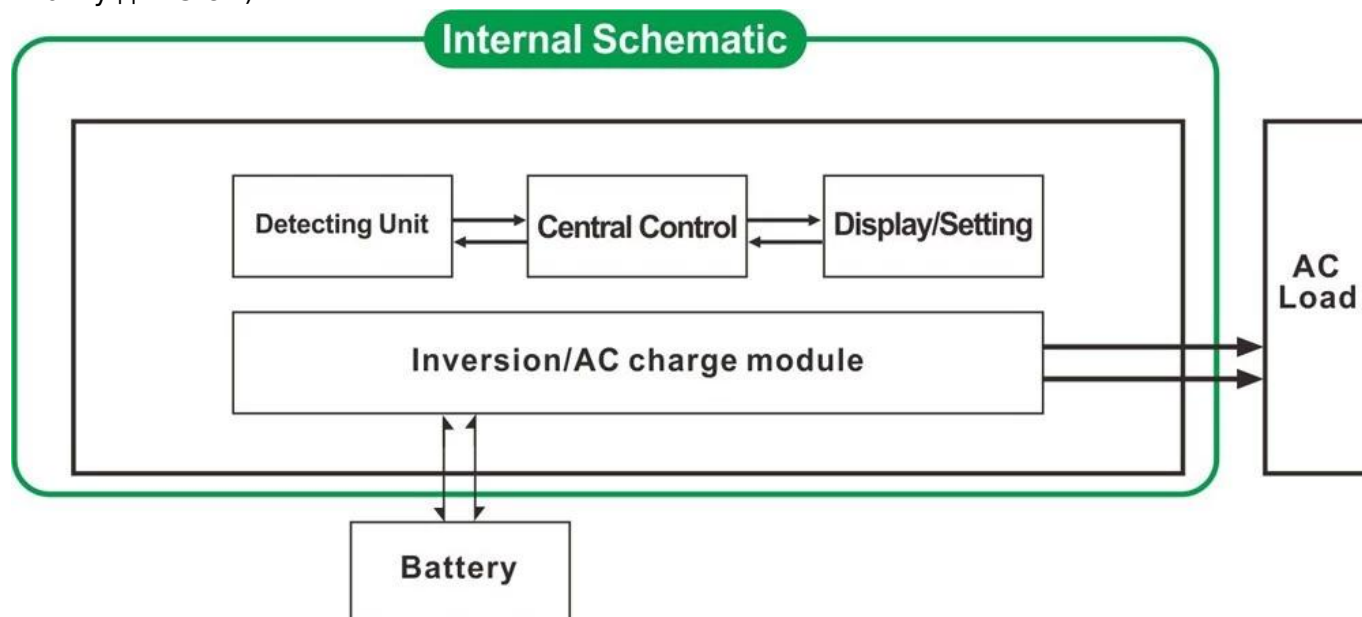 Internal Schematic
Detecting Unit
Central Control
Display/Setting
AC
Load
Inversion/AC charge module
Battery